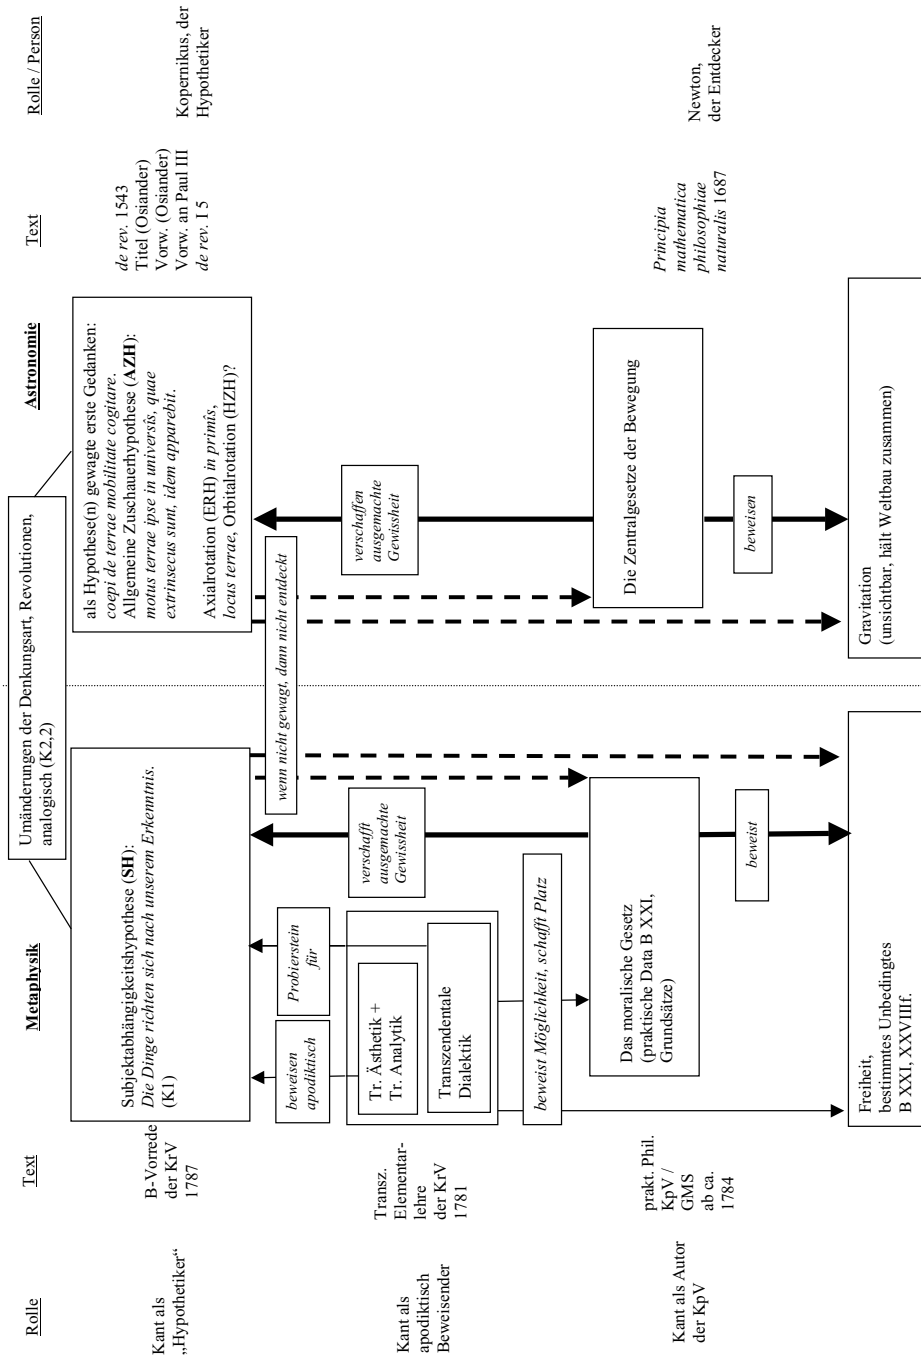 Rolle
Text
Metaphysik
Astronomie
Text
Rolle / Person
Umänderungen der Denkungsart, Revolutionen,
analogisch (K2,2)
Kant als
„Hypothetiker“
B-Vorrede
der KrV
1787
Subjektabhängigkeitshypothese (SH):
Die Dinge richten sich nach unserem Erkenntnis.
(K1)
als Hypothese(n) gewagte erste Gedanken:
coepi de terrae mobilitate cogitare.
Allgemeine Zuschauerhypothese (AZH):
motus terrae ipse in universîs, quae
extrinsecus sunt, idem apparebit.
Axialrotation (ERH) in primîs,
locus terrae, Orbitalrotation (HZH)?
de rev. 1543
Titel (Osiander)
Vorw. (Osiander)
Vorw. an Paul III
de rev. I 5
Kopernikus, der
Hypothetiker
beweisen
apodiktisch
Probierstein
für
verschafft
ausgemachte
Gewissheit
wenn nicht gewagt, dann nicht entdeckt
verschaffen
ausgemachte
Gewissheit
Kant als
apodiktisch
Beweisender
Transz.
Elementar-
lehre
der KrV
1781
Tr. Ästhetik +
Tr. Analytik
Transzendentale
Dialektik
beweist Möglichkeit, schafft Platz
Kant als Autor
der KpV
prakt. Phil.
KpV /
GMS
ab ca.
1784
Das moralische Gesetz
(praktische Data B XXI,
Grundsätze)
Die Zentralgesetze der Bewegung
Principia
mathematica
philosophiae
naturalis 1687
Newton,
der Entdecker
beweist
beweisen
Freiheit,
bestimmtes Unbedingtes
B XXI, XXVIIIf.
Gravitation
(unsichtbar, hält Weltbau zusammen)